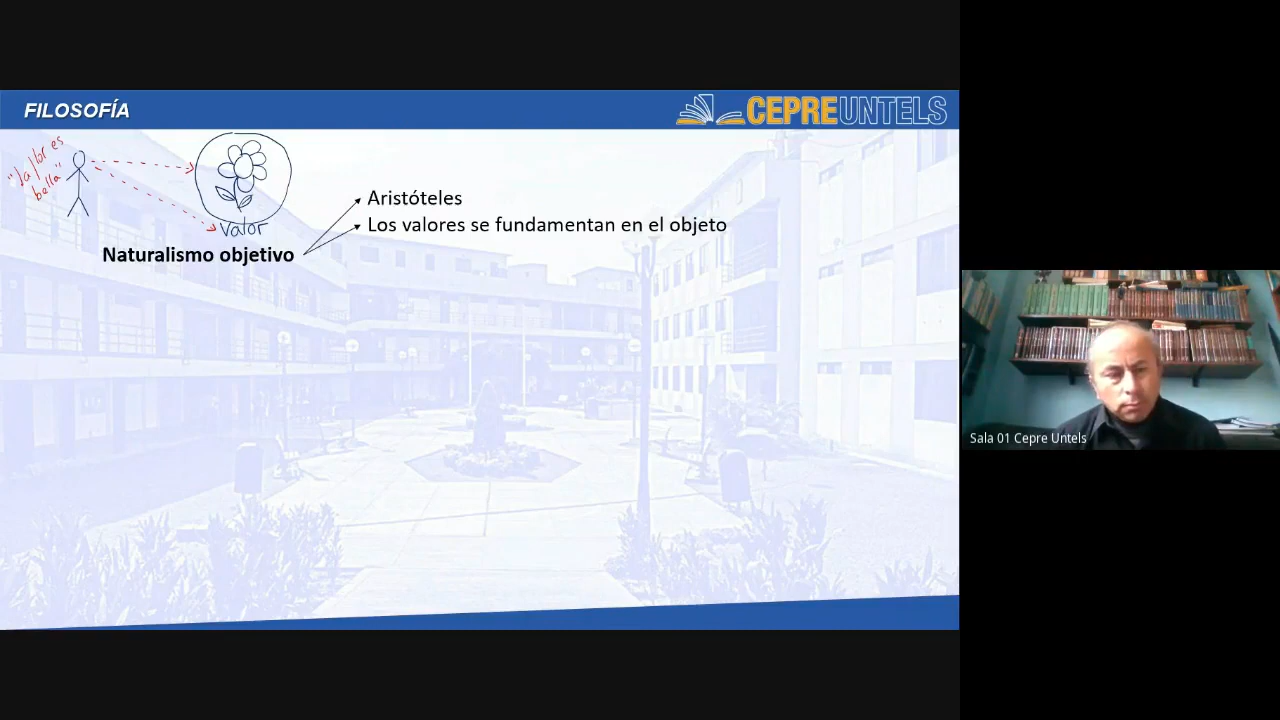 FILOSOFÍA
CEPREUNTELS
"La flor es
bella"
valor
Aristóteles
Los valores se fundamentan en el objeto
Naturalismo objetivo
Sala 01 Cepre Untels